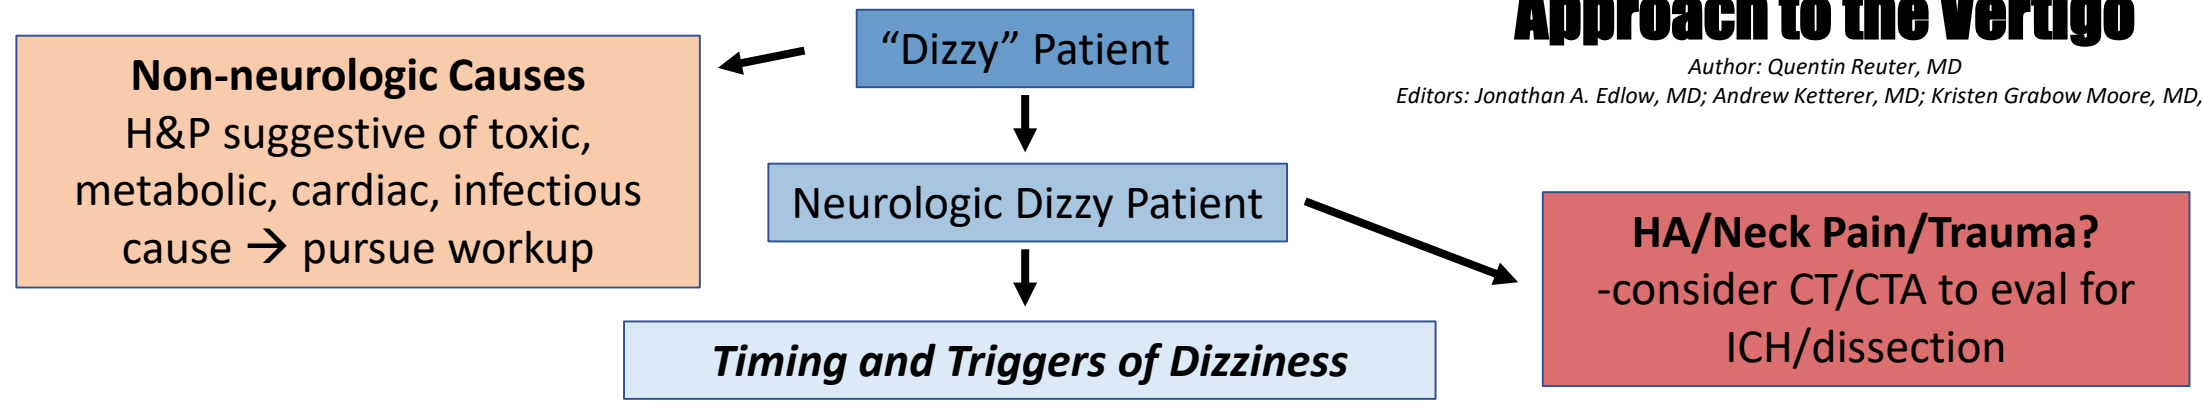 Approach to the Vertigo
Author: Quentin Reuter, MD
Editors: Jonathan A. Edlow, MD; Andrew Ketterer, MD; Kristen Grabow Moore, MD,
“Dizzy” Patient
Non-neurologic Causes
H&P suggestive of toxic,
metabolic, cardiac, infectious
cause → pursue workup
Neurologic Dizzy Patient
HA/Neck Pain/Trauma?
-consider CT/CTA to eval for
ICH/dissection
Timing and Triggers of Dizziness